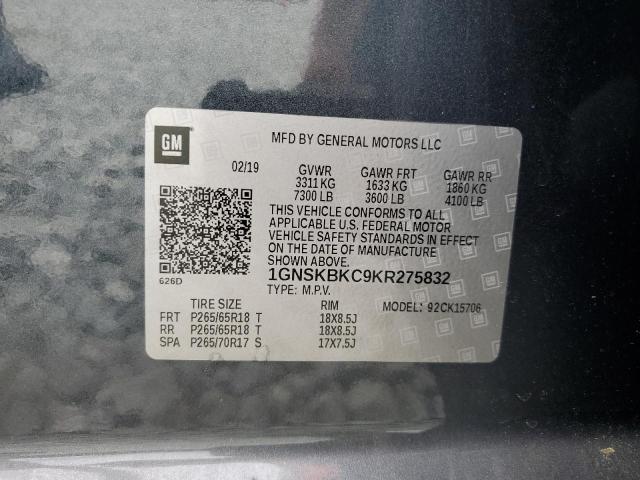 GM
MFD BY GENERAL MOTORS LLC
02/19 GVWR GAWR FRT GAWR RR
3311 KG 1633 KG 1860 KG
7300 LB 3600 LB 4100 LB
THIS VEHICLE CONFORMS TO ALL
APPLICABLE U.S. FEDERAL MOTOR
VEHICLE SAFETY STANDARDS IN EFFECT
ON THE DATE OF MANUFACTURE
SHOWN ABOVE.
626D
1GNSKBKC9KR275832
TYPE: M.P.V. MODEL: 92CK15706
TIRE SIZE RIM
FRT P265/65R18 T 18X8.5J
RR P265/65R18 T 18X8.5J
SPA P265/70R17 S 17X7.5J